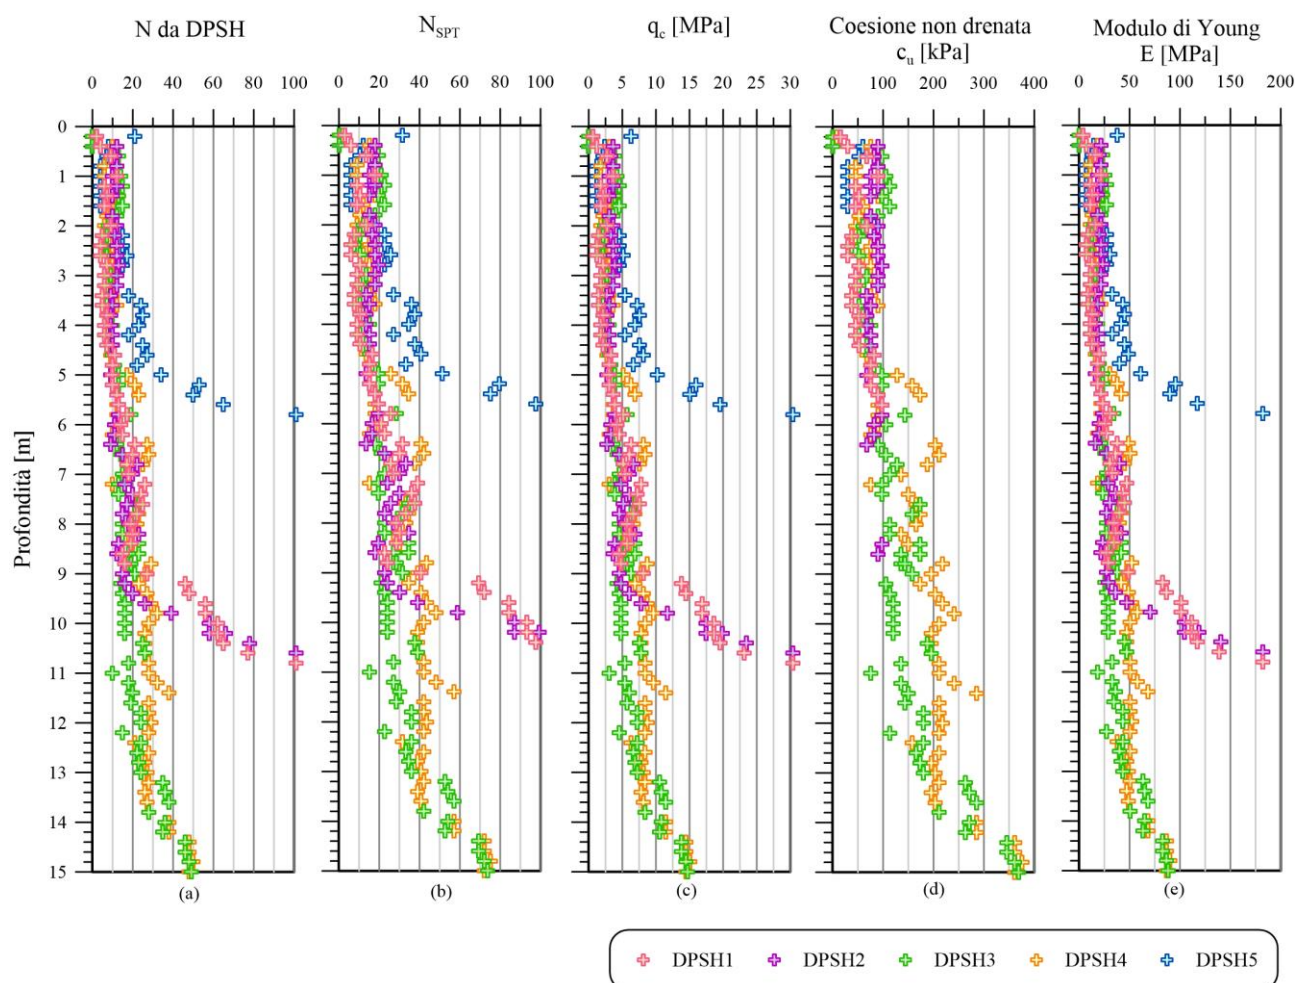 N da DPSH
N_SPT
q_c [MPa]
Coesione non drenata
c_u [kPa]
Modulo di Young
E [MPa]
0 20 40 60 80 100
0 20 40 60 80 100
0 5 10 15 20 25 30
0 100 200 300 400
0 50 100 150 200
Profondità [m]
0
1
2
3
4
5
6
7
8
9
10
11
12
13
14
15
(a)
(b)
(c)
(d)
(e)
DPSH1 DPSH2 DPSH3 DPSH4 DPSH5